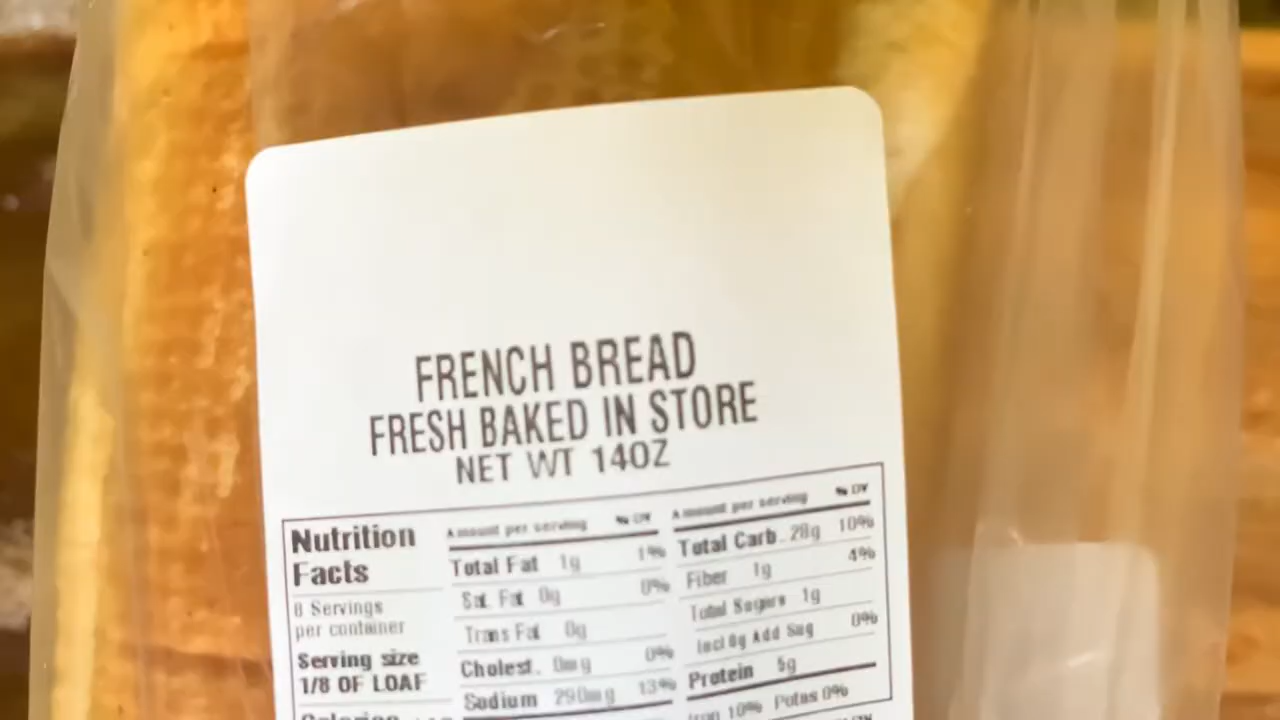 FRENCH BREAD
FRESH BAKED IN STORE
NET WT 14OZ
Nutrition
Facts
8 Servings
per container
Serving size
1/8 OF LOAF
Calories
Amount per serving % DV
Total Fat 1g 1%
Sat. Fat 0g 0%
Trans Fat 0g
Cholest. 0mg 0%
Sodium 290mg 13%
Amount per serving % DV
Total Carb. 28g 10%
Fiber 1g 4%
Total Sugars 1g
Incl 0g Add Sug 0%
Protein 5g
Iron 10% Potas 0%